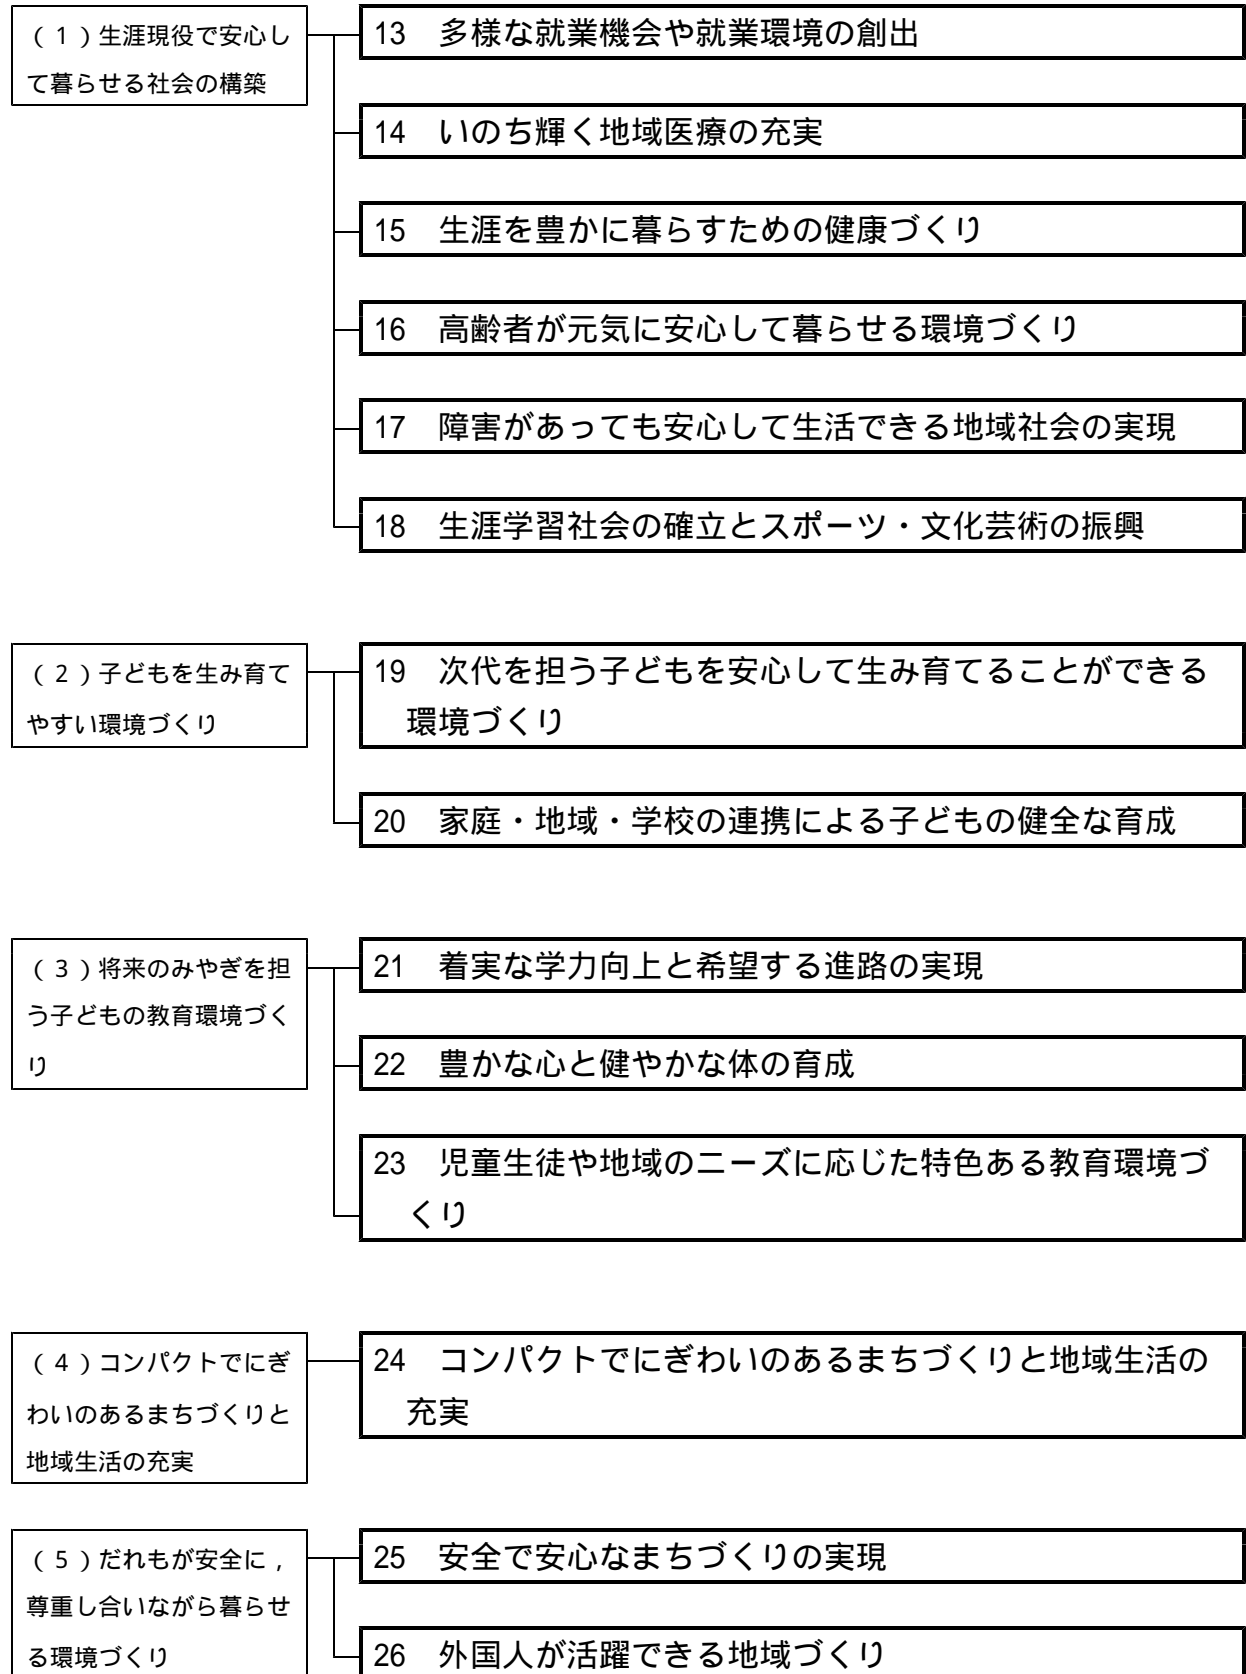 （１）生涯現役で安心し
て暮らせる社会の構築
13　多様な就業機会や就業環境の創出
14　いのち輝く地域医療の充実
15　生涯を豊かに暮らすための健康づくり
16　高齢者が元気に安心して暮らせる環境づくり
17　障害があっても安心して生活できる地域社会の実現
18　生涯学習社会の確立とスポーツ・文化芸術の振興
（２）子どもを生み育て
やすい環境づくり
19　次代を担う子どもを安心して生み育てることができる
環境づくり
20　家庭・地域・学校の連携による子どもの健全な育成
（３）将来のみやぎを担
う子どもの教育環境づく
り
21　着実な学力向上と希望する進路の実現
22　豊かな心と健やかな体の育成
23　児童生徒や地域のニーズに応じた特色ある教育環境づ
くり
（４）コンパクトでにぎ
わいのあるまちづくりと
地域生活の充実
24　コンパクトでにぎわいのあるまちづくりと地域生活の
充実
（５）だれもが安全に，
尊重し合いながら暮らせ
る環境づくり
25　安全で安心なまちづくりの実現
26　外国人が活躍できる地域づくり